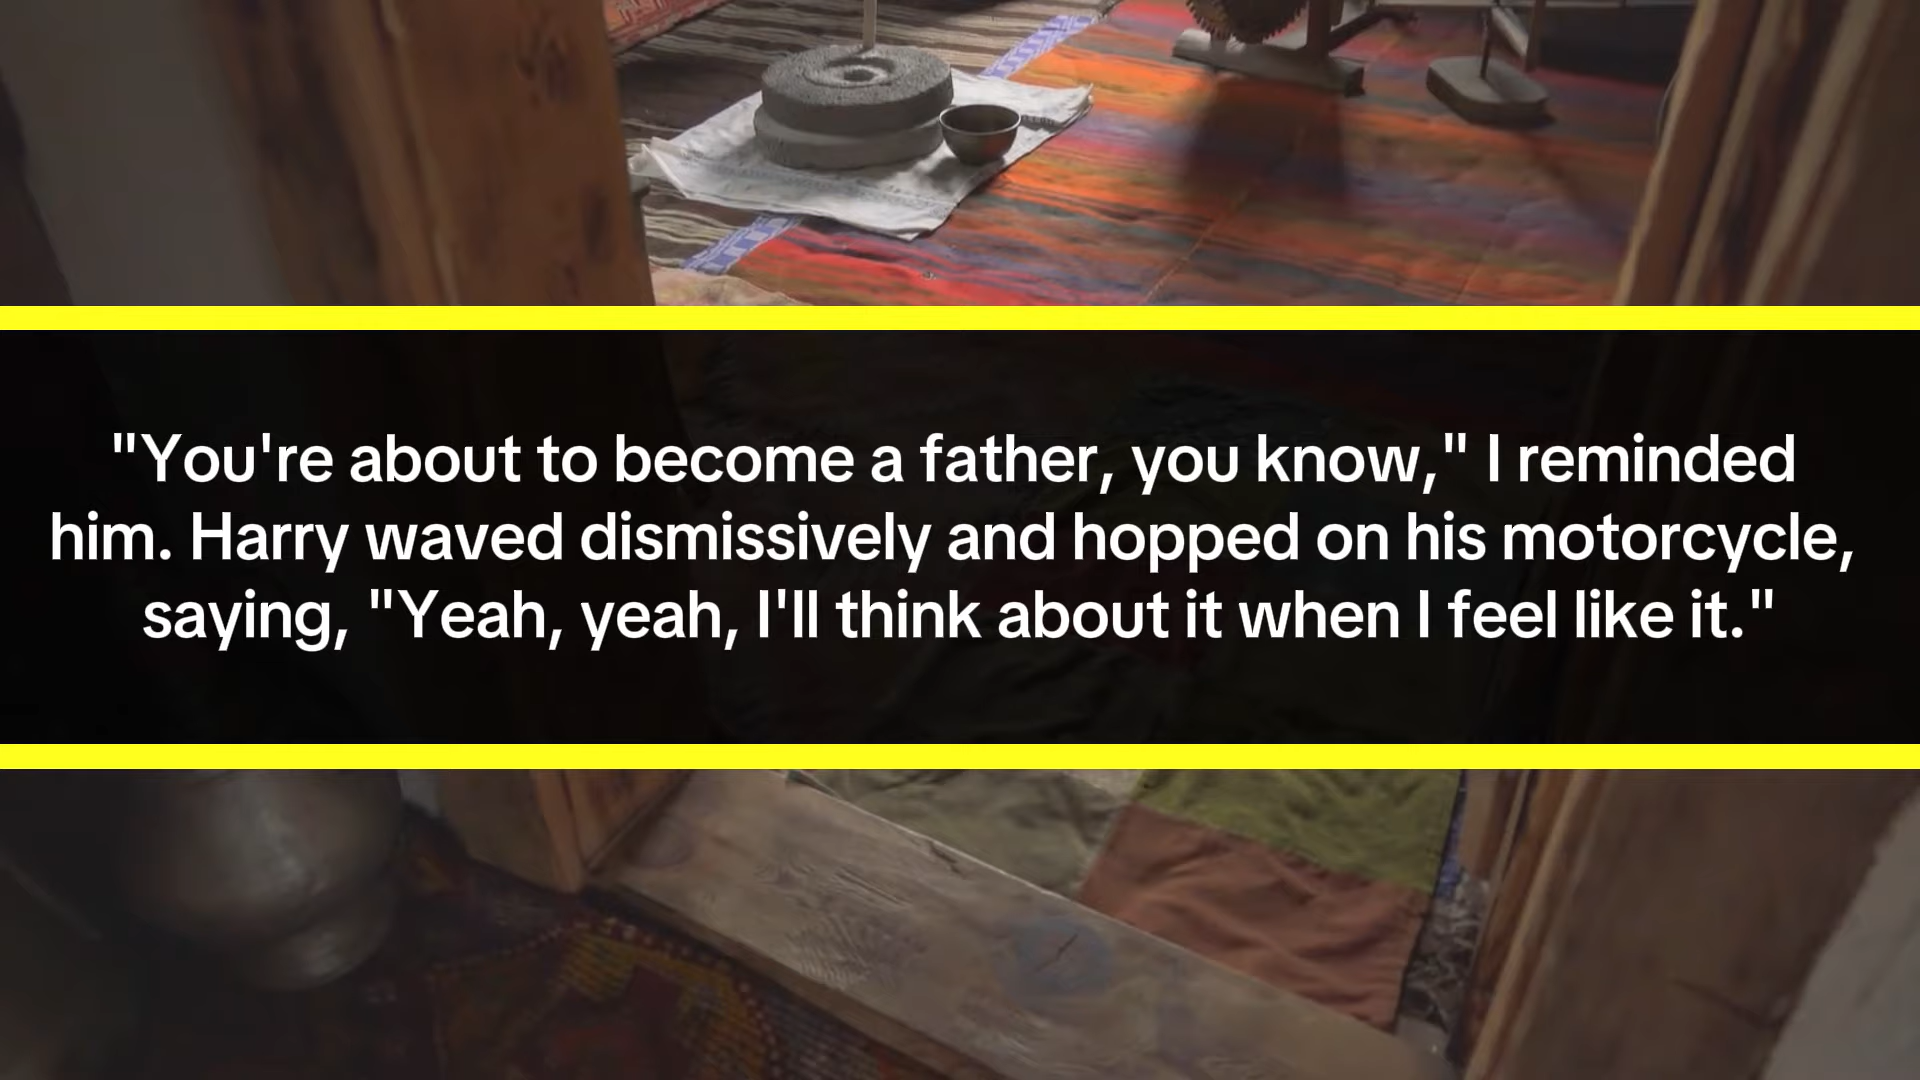 "You're about to become a father, you know," I reminded
him. Harry waved dismissively and hopped on his motorcycle,
saying, "Yeah, yeah, I'll think about it when I feel like it."